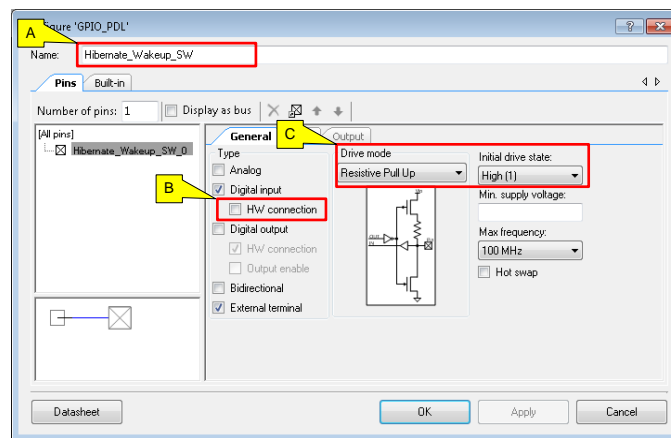 A
figure 'GPIO_PDL'
Name: Hibernate_Wakeup_SW
Pins Built-in
Number of pins: 1 Display as bus
[All pins]
Hibernate_Wakeup_SW_0
General C Output
Type
Analog
Digital input
B
HW connection
Digital output
HW connection
Output enable
Bidirectional
External terminal
Drive mode
Resistive Pull Up
Initial drive state:
High (1)
Min. supply voltage:
Max frequency:
100 MHz
Hot swap
Datasheet OK Apply Cancel